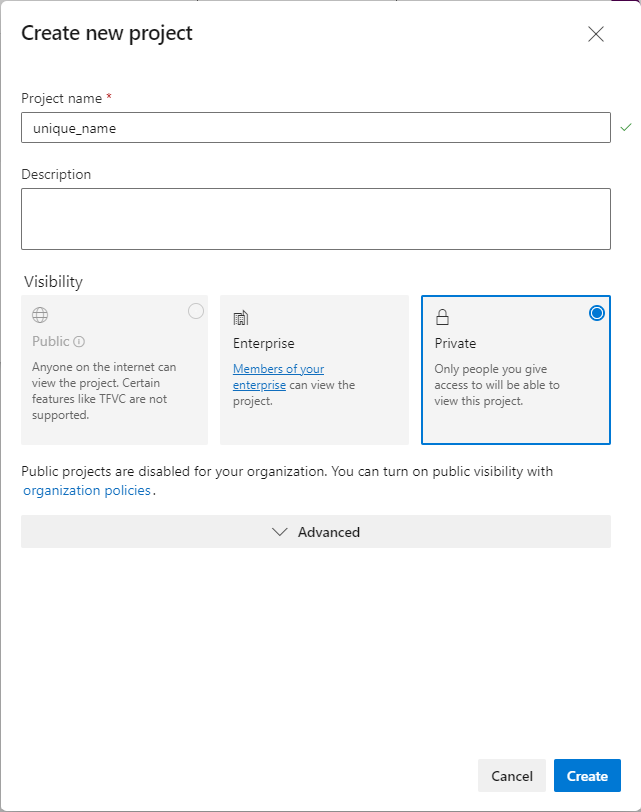 Create new project
Project name *
unique_name
Description
Visibility
Public
Anyone on the internet can
view the project. Certain
features like TFVC are not
supported.
Enterprise
Members of your
enterprise can view the
project.
Private
Only people you give
access to will be able to
view this project.
Public projects are disabled for your organization. You can turn on public visibility with
organization policies.
Advanced
Cancel
Create